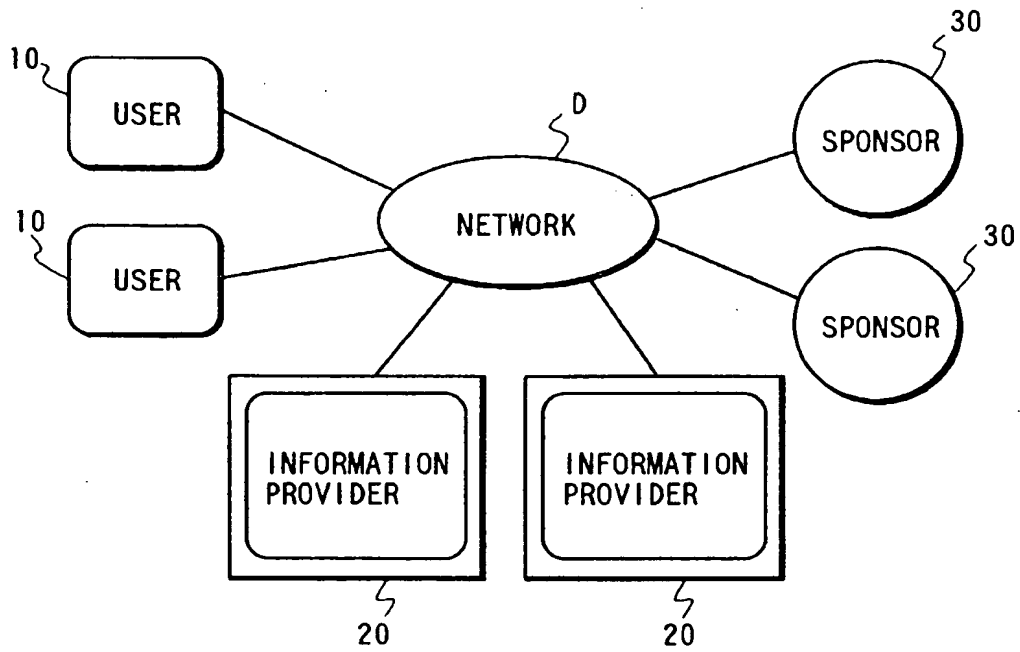 10
USER
10
USER
D
NETWORK
30
SPONSOR
30
SPONSOR
INFORMATION
PROVIDER
20
INFORMATION
PROVIDER
20